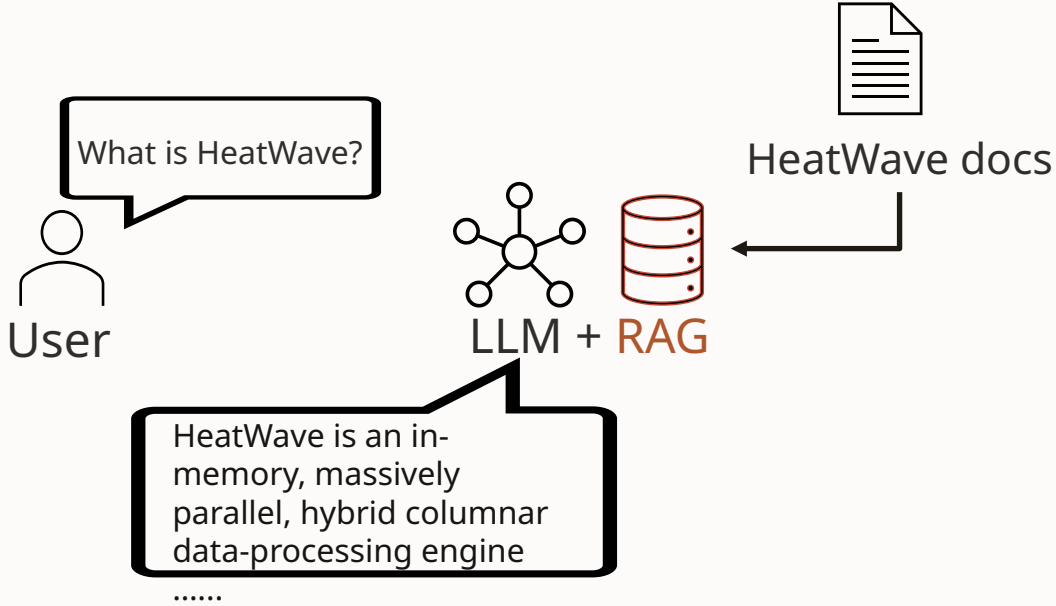 What is HeatWave?
HeatWave docs
User
LLM + RAG
HeatWave is an in-
memory, massively
parallel, hybrid columnar
data-processing engine
......